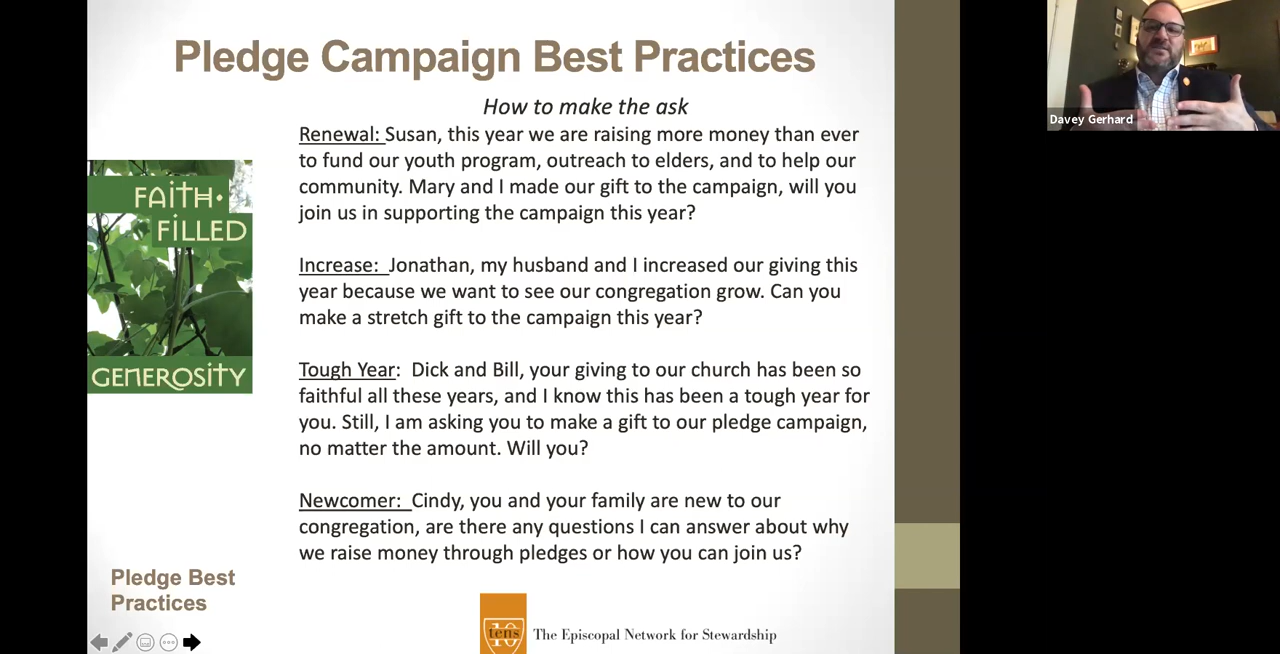 Pledge Campaign Best Practices
How to make the ask
Renewal: Susan, this year we are raising more money than ever
to fund our youth program, outreach to elders, and to help our
community. Mary and I made our gift to the campaign, will you
join us in supporting the campaign this year?
Increase: Jonathan, my husband and I increased our giving this
year because we want to see our congregation grow. Can you
make a stretch gift to the campaign this year?
Tough Year: Dick and Bill, your giving to our church has been so
faithful all these years, and I know this has been a tough year for
you. Still, I am asking you to make a gift to our pledge campaign,
no matter the amount. Will you?
Newcomer: Cindy, you and your family are new to our
congregation, are there any questions I can answer about why
we raise money through pledges or how you can join us?
FAITH·
FILLED
GENEROSITY
Pledge Best
Practices
tens
10
The Episcopal Network for Stewardship
Davey Gerhard